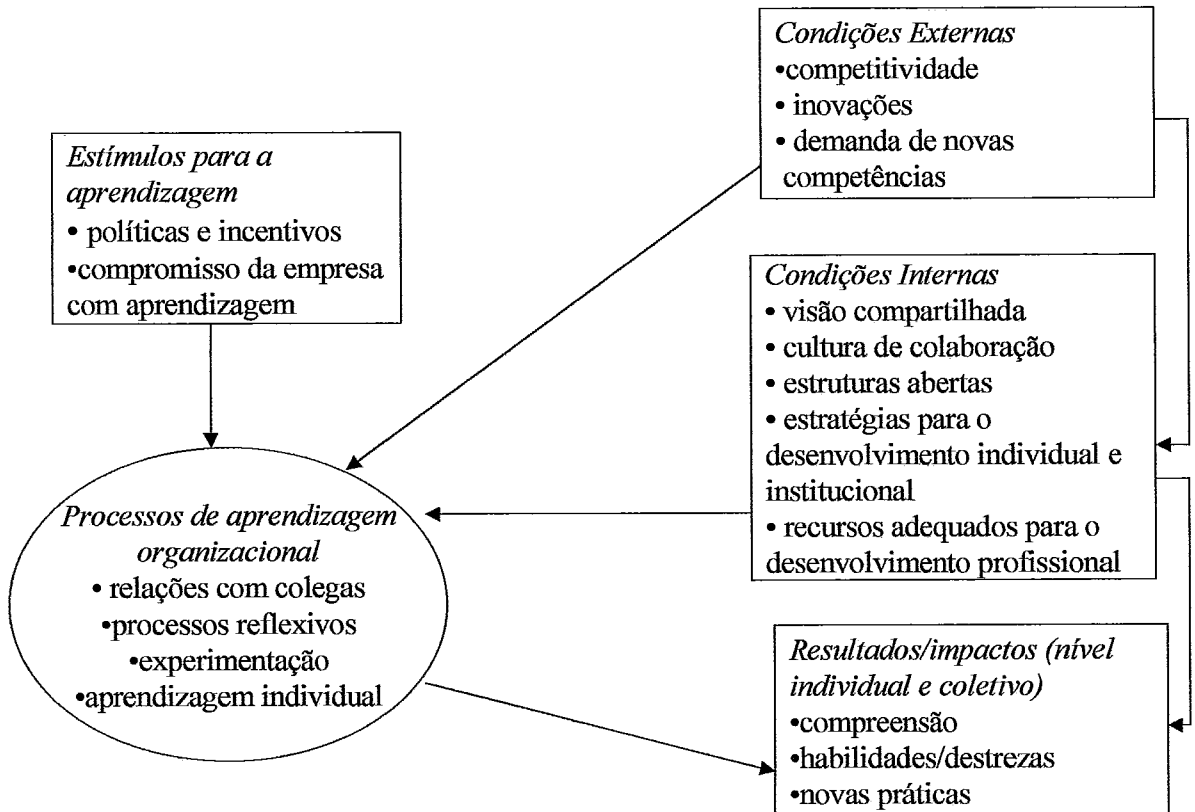 Condições Externas
•competitividade
• inovações
• demanda de novas
competências
Estímulos para a
aprendizagem
• políticas e incentivos
•compromisso da empresa
com aprendizagem
Condições Internas
• visão compartilhada
• cultura de colaboração
• estruturas abertas
• estratégias para o
desenvolvimento individual e
institucional
• recursos adequados para o
desenvolvimento profissional
Processos de aprendizagem
organizacional
• relações com colegas
•processos reflexivos
•experimentação
•aprendizagem individual
Resultados/impactos (nível
individual e coletivo)
•compreensão
•habilidades/destrezas
•novas práticas